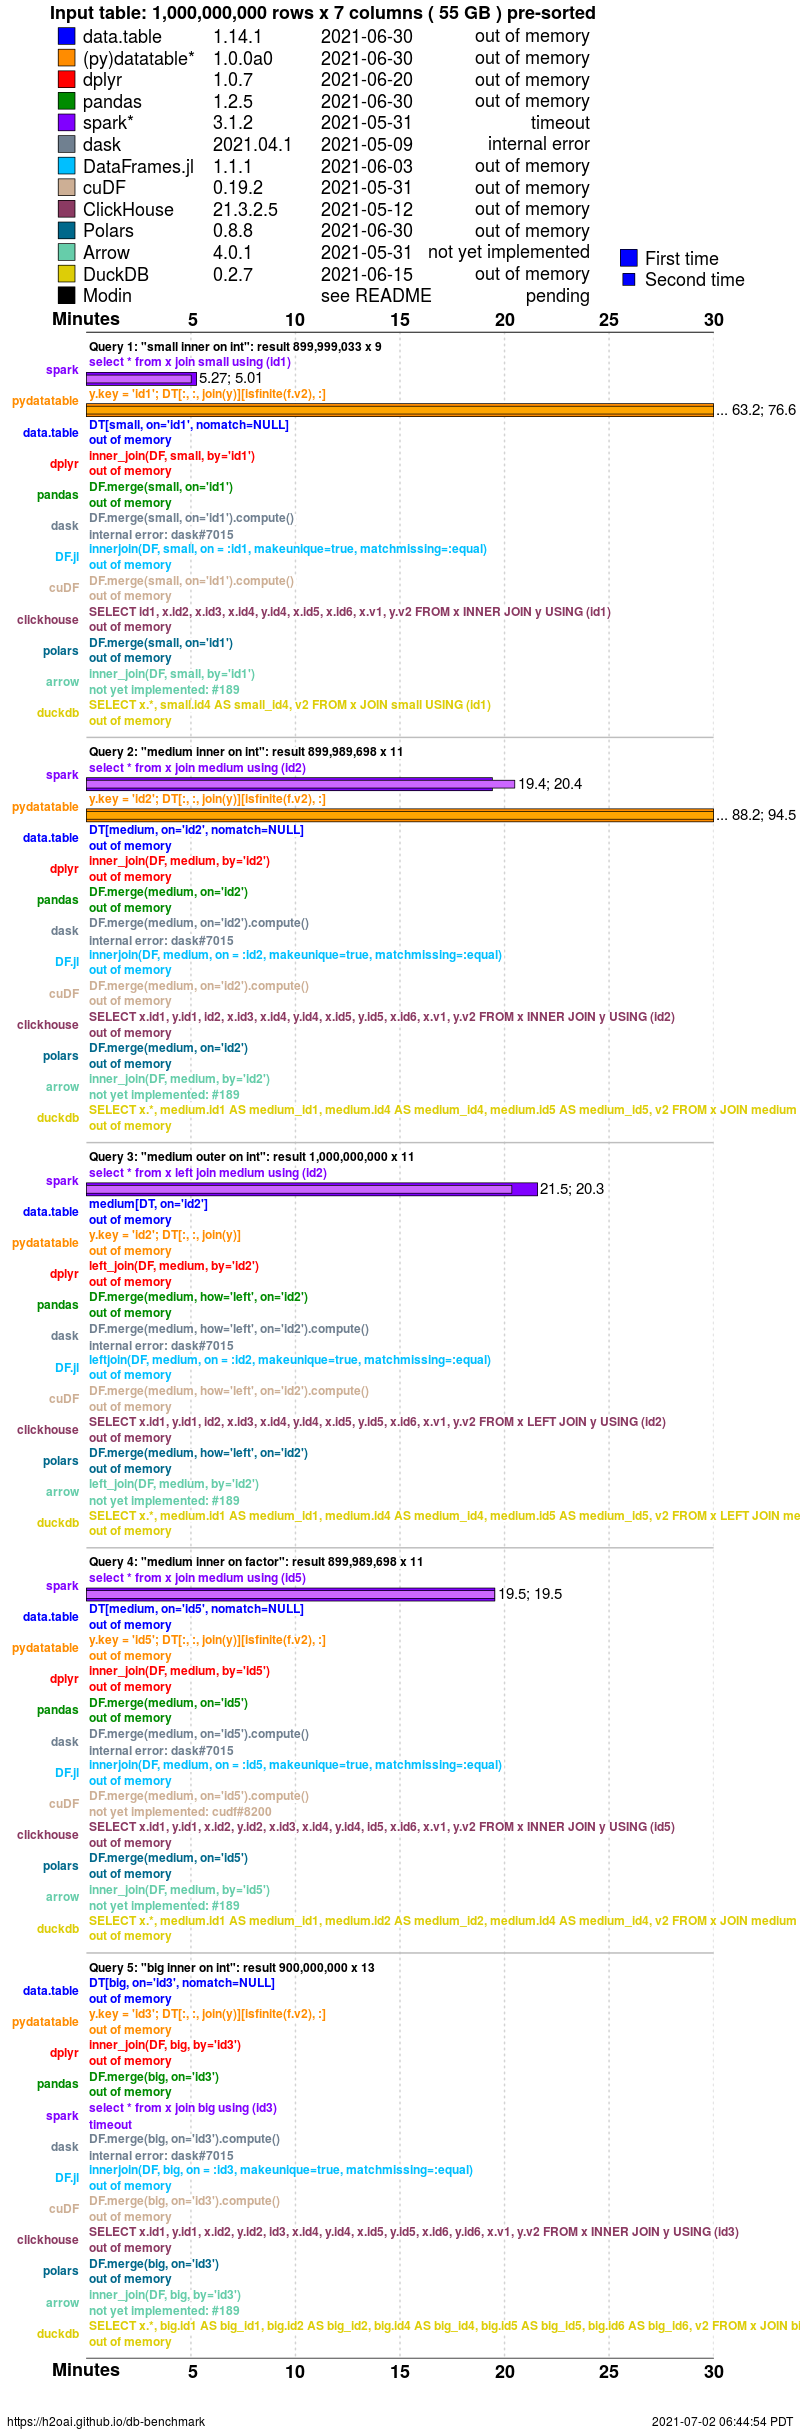 Input table: 1,000,000,000 rows x 7 columns ( 55 GB ) pre-sorted
data.table 1.14.1 2021-06-30 out of memory
(py)datatable* 1.0.0a0 2021-06-30 out of memory
dplyr 1.0.7 2021-06-20 out of memory
pandas 1.2.5 2021-06-30 out of memory
spark* 3.1.2 2021-05-31 timeout
dask 2021.04.1 2021-05-09 internal error
DataFrames.jl 1.1.1 2021-06-03 out of memory
cuDF 0.19.2 2021-05-31 out of memory
ClickHouse 21.3.2.5 2021-05-12 out of memory
Polars 0.8.8 2021-06-30 out of memory
Arrow 4.0.1 2021-05-31 not yet implemented
First time
DuckDB 0.2.7 2021-06-15 out of memory
Second time
Modin see README pending
Minutes 5 10 15 20 25 30
Query 1: "small inner on int": result 899,999,033 x 9
select * from x join small using (id1)
spark 5.27; 5.01
y.key = 'id1'; DT[:, :, join(y)][isfinite(f.v2), :]
pydatatable ... 63.2; 76.6
DT[small, on='id1', nomatch=NULL]
data.table out of memory
inner_join(DF, small, by='id1')
dplyr out of memory
DF.merge(small, on='id1')
pandas out of memory
DF.merge(small, on='id1').compute()
dask internal error: dask#7015
innerjoin(DF, small, on = :id1, makeunique=true, matchmissing=:equal)
DF.jl out of memory
DF.merge(small, on='id1').compute()
cuDF out of memory
SELECT id1, x.id2, x.id3, x.id4, y.id4, x.id5, x.id6, x.v1, y.v2 FROM x INNER JOIN y USING (id1)
clickhouse out of memory
DF.merge(small, on='id1')
polars out of memory
inner_join(DF, small, by='id1')
arrow not yet implemented: #189
SELECT x.*, small.id4 AS small_id4, v2 FROM x JOIN small USING (id1)
duckdb out of memory
Query 2: "medium inner on int": result 899,989,698 x 11
select * from x join medium using (id2)
spark 19.4; 20.4
y.key = 'id2'; DT[:, :, join(y)][isfinite(f.v2), :]
pydatatable ... 88.2; 94.5
DT[medium, on='id2', nomatch=NULL]
data.table out of memory
inner_join(DF, medium, by='id2')
dplyr out of memory
DF.merge(medium, on='id2')
pandas out of memory
DF.merge(medium, on='id2').compute()
dask internal error: dask#7015
innerjoin(DF, medium, on = :id2, makeunique=true, matchmissing=:equal)
DF.jl out of memory
DF.merge(medium, on='id2').compute()
cuDF out of memory
SELECT x.id1, y.id1, id2, x.id3, x.id4, y.id4, x.id5, y.id5, x.id6, x.v1, y.v2 FROM x INNER JOIN y USING (id2)
clickhouse out of memory
DF.merge(medium, on='id2')
polars out of memory
inner_join(DF, medium, by='id2')
arrow not yet implemented: #189
SELECT x.*, medium.id1 AS medium_id1, medium.id4 AS medium_id4, medium.id5 AS medium_id5, v2 FROM x JOIN medium
duckdb out of memory
Query 3: "medium outer on int": result 1,000,000,000 x 11
select * from x left join medium using (id2)
spark 21.5; 20.3
medium[DT, on='id2']
data.table out of memory
y.key = 'id2'; DT[:, :, join(y)]
pydatatable out of memory
left_join(DF, medium, by='id2')
dplyr out of memory
DF.merge(medium, how='left', on='id2')
pandas out of memory
DF.merge(medium, how='left', on='id2').compute()
dask internal error: dask#7015
leftjoin(DF, medium, on = :id2, makeunique=true, matchmissing=:equal)
DF.jl out of memory
DF.merge(medium, how='left', on='id2').compute()
cuDF out of memory
SELECT x.id1, y.id1, id2, x.id3, x.id4, y.id4, x.id5, y.id5, x.id6, x.v1, y.v2 FROM x LEFT JOIN y USING (id2)
clickhouse out of memory
DF.merge(medium, how='left', on='id2')
polars out of memory
left_join(DF, medium, by='id2')
arrow not yet implemented: #189
SELECT x.*, medium.id1 AS medium_id1, medium.id4 AS medium_id4, medium.id5 AS medium_id5, v2 FROM x LEFT JOIN me
duckdb out of memory
Query 4: "medium inner on factor": result 899,989,698 x 11
select * from x join medium using (id5)
spark 19.5; 19.5
DT[medium, on='id5', nomatch=NULL]
data.table out of memory
y.key = 'id5'; DT[:, :, join(y)][isfinite(f.v2), :]
pydatatable out of memory
inner_join(DF, medium, by='id5')
dplyr out of memory
DF.merge(medium, on='id5')
pandas out of memory
DF.merge(medium, on='id5').compute()
dask internal error: dask#7015
innerjoin(DF, medium, on = :id5, makeunique=true, matchmissing=:equal)
DF.jl out of memory
DF.merge(medium, on='id5').compute()
cuDF not yet implemented: cudf#8200
SELECT x.id1, y.id1, x.id2, y.id2, x.id3, x.id4, y.id4, id5, x.id6, x.v1, y.v2 FROM x INNER JOIN y USING (id5)
clickhouse out of memory
DF.merge(medium, on='id5')
polars out of memory
inner_join(DF, medium, by='id5')
arrow not yet implemented: #189
SELECT x.*, medium.id1 AS medium_id1, medium.id2 AS medium_id2, medium.id4 AS medium_id4, v2 FROM x JOIN medium
duckdb out of memory
Query 5: "big inner on int": result 900,000,000 x 13
DT[big, on='id3', nomatch=NULL]
data.table out of memory
y.key = 'id3'; DT[:, :, join(y)][isfinite(f.v2), :]
pydatatable out of memory
inner_join(DF, big, by='id3')
dplyr out of memory
DF.merge(big, on='id3')
pandas out of memory
select * from x join big using (id3)
spark timeout
DF.merge(big, on='id3').compute()
dask internal error: dask#7015
innerjoin(DF, big, on = :id3, makeunique=true, matchmissing=:equal)
DF.jl out of memory
DF.merge(big, on='id3').compute()
cuDF out of memory
SELECT x.id1, y.id1, x.id2, y.id2, id3, x.id4, y.id4, x.id5, y.id5, x.id6, y.id6, x.v1, y.v2 FROM x INNER JOIN y USING (id3)
clickhouse out of memory
DF.merge(big, on='id3')
polars out of memory
inner_join(DF, big, by='id3')
arrow not yet implemented: #189
SELECT x.*, big.id1 AS big_id1, big.id2 AS big_id2, big.id4 AS big_id4, big.id5 AS big_id5, big.id6 AS big_id6, v2 FROM x JOIN bi
duckdb out of memory
Minutes 5 10 15 20 25 30
https://h2oai.github.io/db-benchmark 2021-07-02 06:44:54 PDT